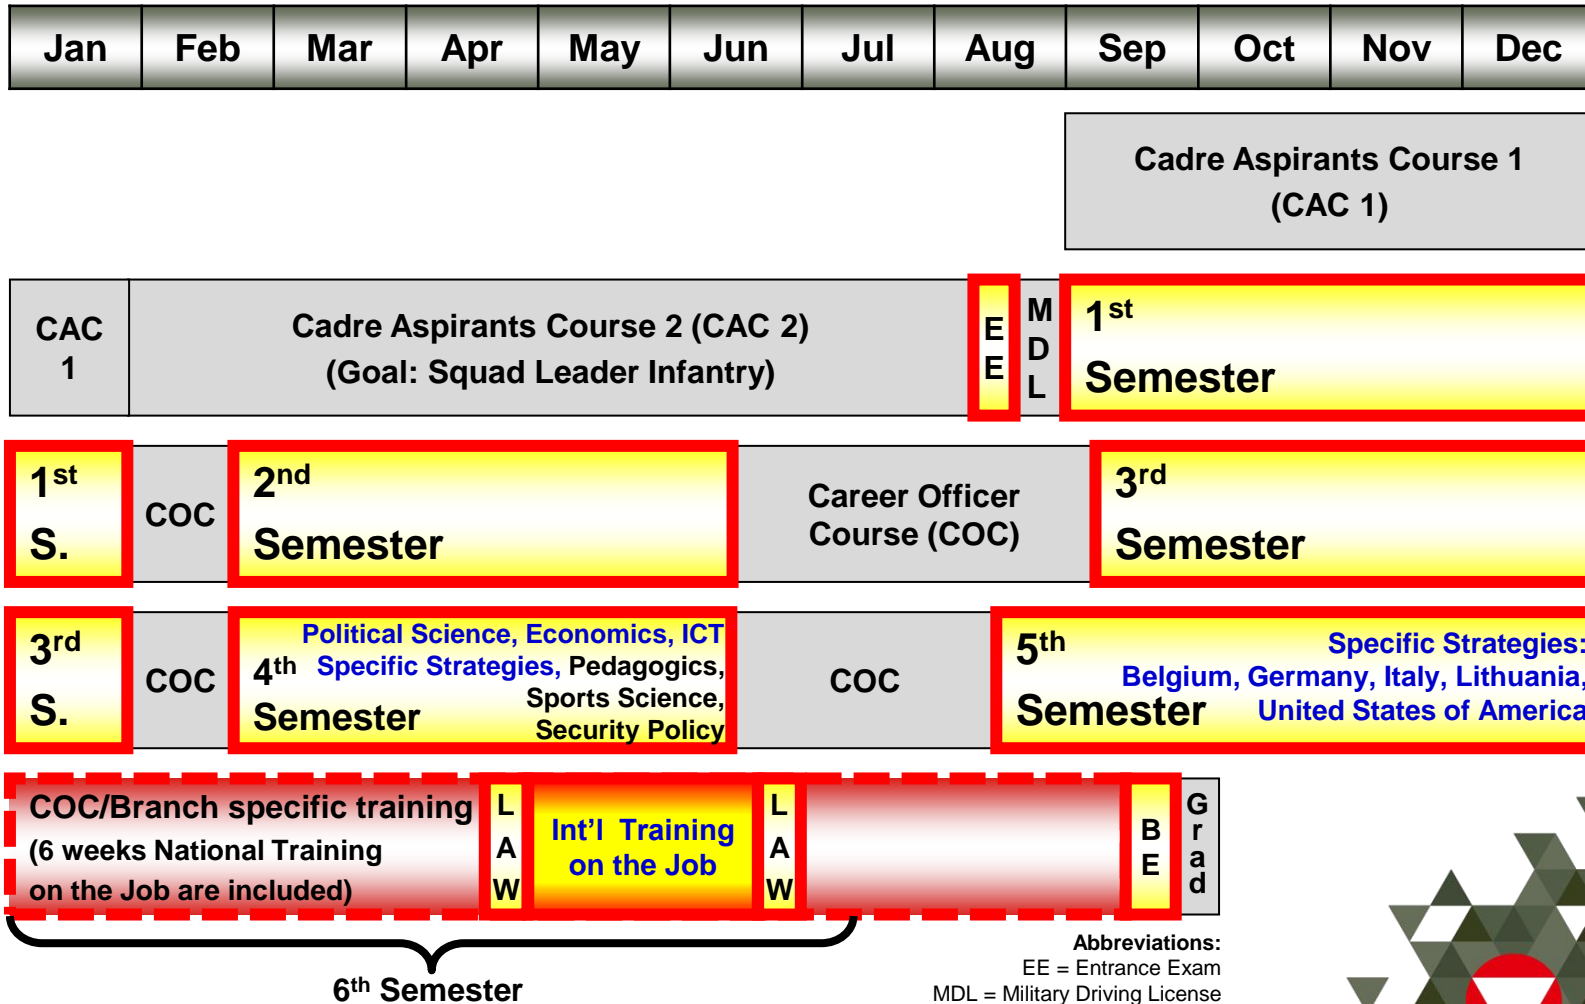 Jan Feb Mar Apr May Jun Jul Aug Sep Oct Nov Dec
Cadre Aspirants Course 1
(CAC 1)
CAC
1
Cadre Aspirants Course 2 (CAC 2)
(Goal: Squad Leader Infantry)
E
E
M
D
L
1st
Semester
1st
S.
COC
2nd
Semester
Career Officer
Course (COC)
3rd
Semester
3rd
S.
COC
Political Science, Economics, ICT
4th Specific Strategies, Pedagogics,
Sports Science,
Semester Security Policy
COC
5th
Semester
Specific Strategies:
Belgium, Germany, Italy, Lithuania,
United States of America
COC/Branch specific training
(6 weeks National Training
on the Job are included)
L
A
W
Int'l Training
on the Job
L
A
W
B
E
G
r
a
d
6th Semester
Abbreviations:
EE = Entrance Exam
MDL = Military Driving License